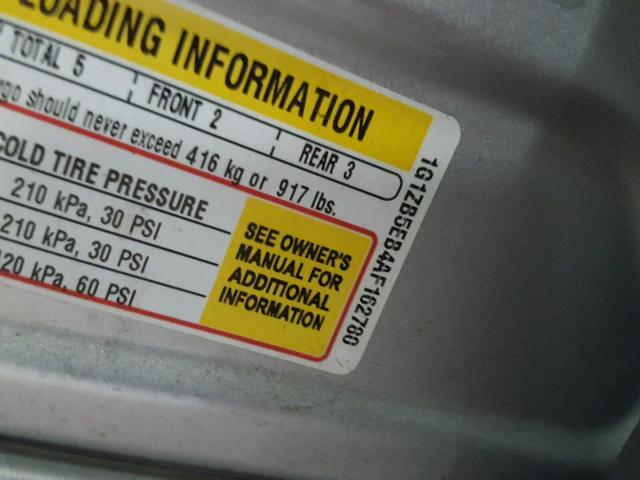 LOADING INFORMATION
TOTAL 5 FRONT 2 REAR 3
should never exceed 416 kg or 917 lbs.
COLD TIRE PRESSURE
210 kPa, 30 PSI
210 kPa, 30 PSI
420 kPa, 60 PSI
SEE OWNER'S
MANUAL FOR
ADDITIONAL
INFORMATION
1G1ZB5EB4AF162780